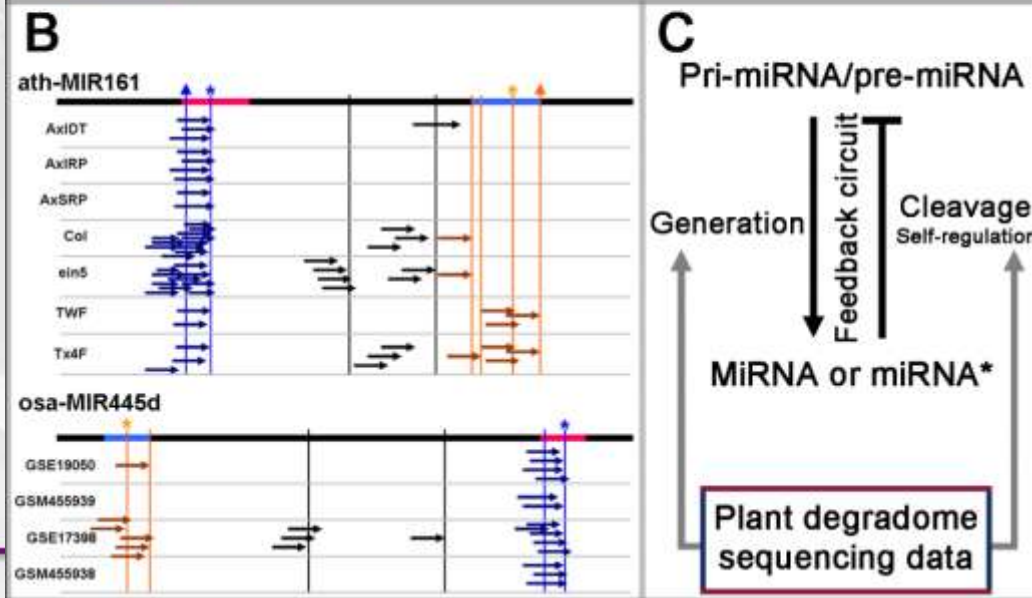 B
ath-MIR161
AxIDT
AxIRP
AxSRP
Col
ein5
TWF
Tx4F
osa-MIR445d
GSE19050
GSM455939
GSE17398
GSM455938
C
Pri-miRNA/pre-miRNA
Generation
Feedback circuit
Cleavage
Self-regulation
MiRNA or miRNA*
Plant degradome
sequencing data